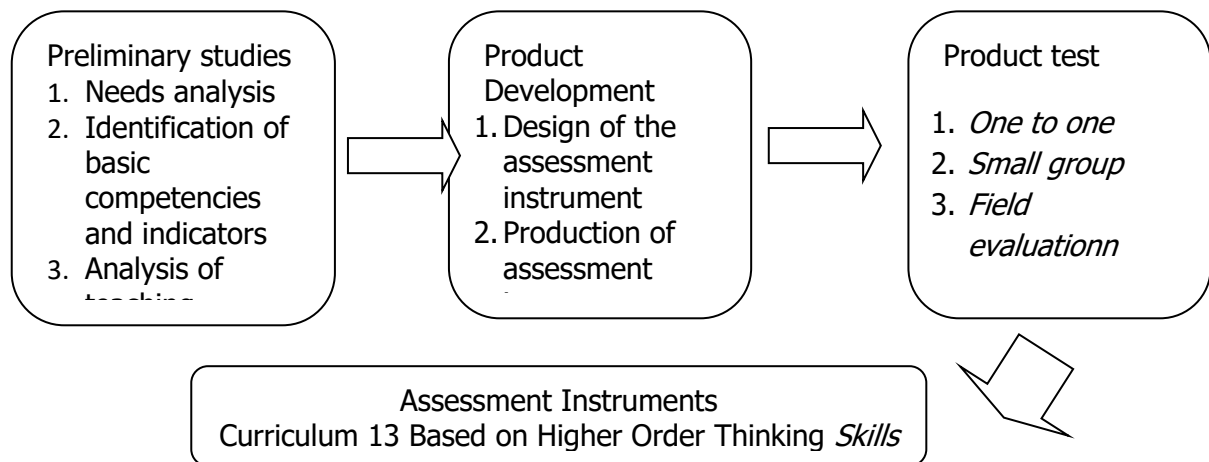 Preliminary studies
1. Needs analysis
2. Identification of
basic
competencies
and indicators
3. Analysis of
Product
Development
1. Design of the
assessment
instrument
2. Production of
assessment
Product test
1. One to one
2. Small group
3. Field
evaluationn
Assessment Instruments
Curriculum 13 Based on Higher Order Thinking Skills